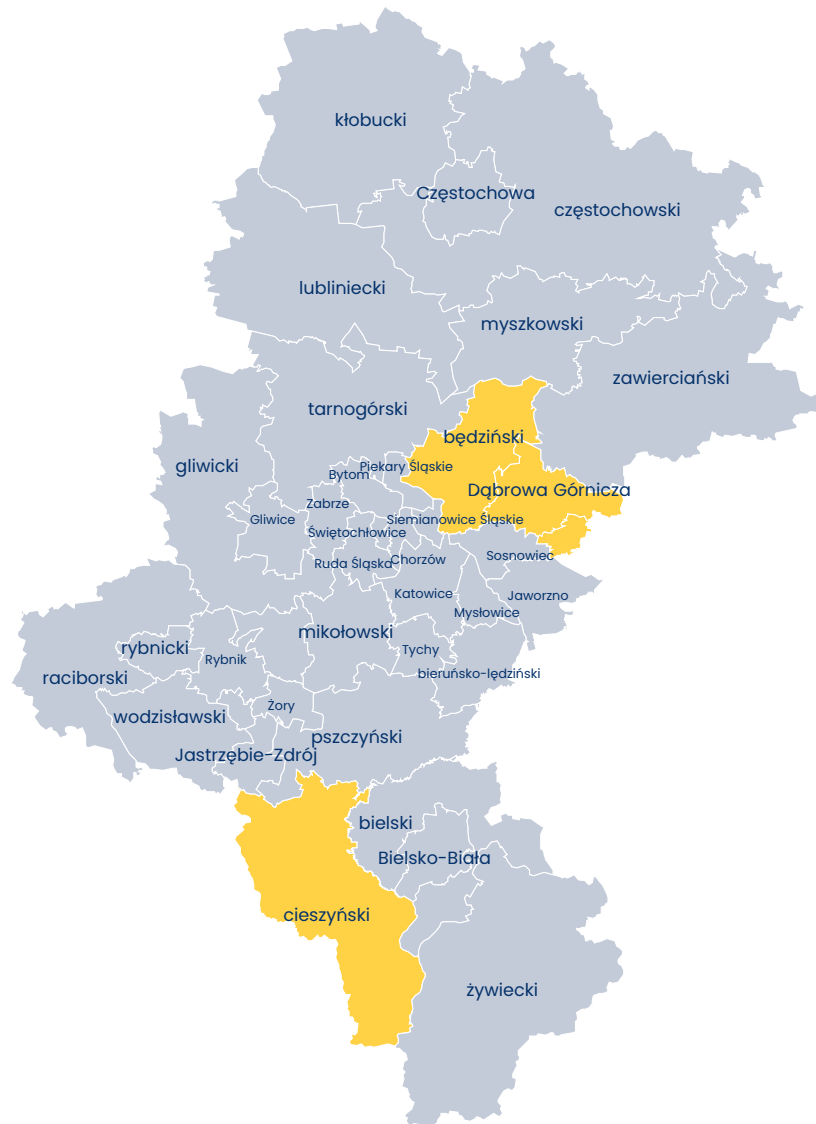 kłobucki
Częstochowa
częstochowski
lubliniecki
myszkowski
zawierciański
tarnogórski
będziński
gliwicki
Piekary Śląskie
Bytom
Dąbrowa Górnicza
Zabrze
Gliwice
Siemianowice Śląskie
Świętochłowice
Sosnowiec
Chorzów
Ruda Śląska
Katowice
Jaworzno
Mysłowice
mikołowski
rybnicki
Rybnik
Tychy
bieruńsko-lędziński
raciborski
Żory
wodzisławski
pszczyński
Jastrzębie-Zdrój
bielski
Bielsko-Biała
cieszyński
żywiecki